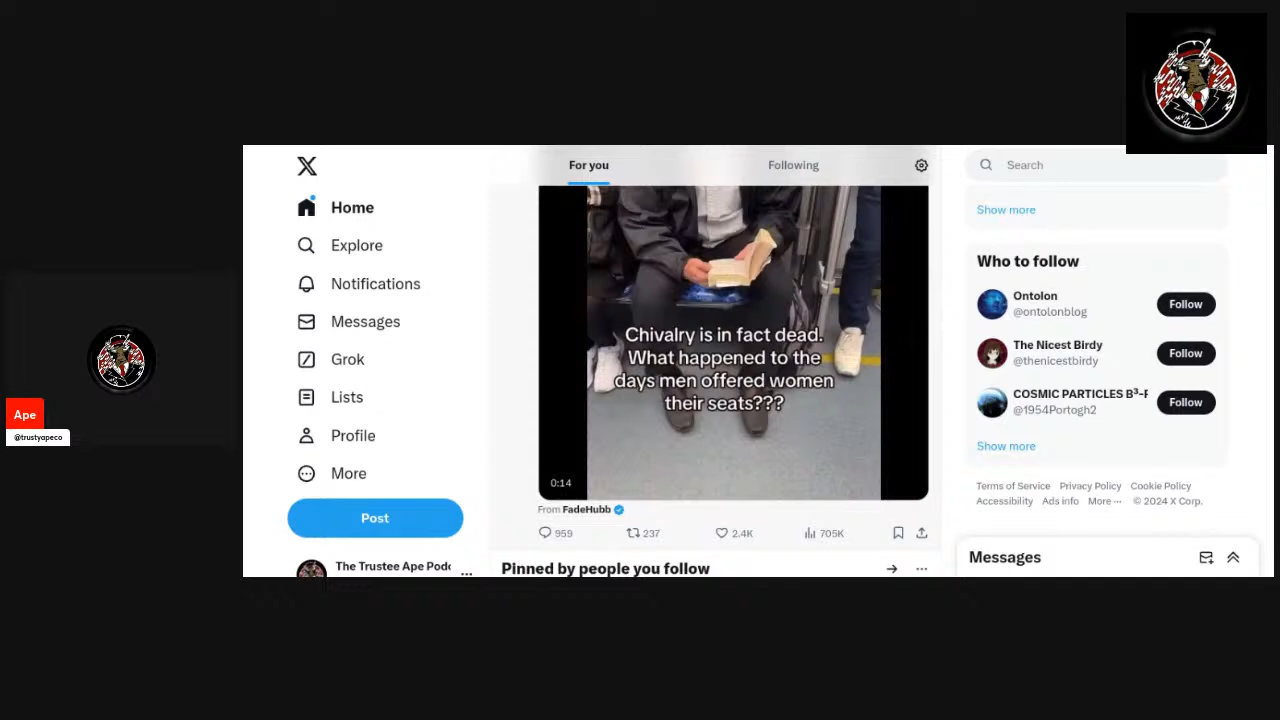 Ape
@trustyapeco
Home
Explore
Notifications
Messages
Grok
Lists
Profile
More
Post
The Trustee Ape Podc
For you
Following
Chivalry is in fact dead.
What happened to the
days men offered women
their seats???
0:14
From FadeHubb
959
237
2.4K
705K
Pinned by people you follow
Search
Show more
Who to follow
Ontolon
@ontolonblog
Follow
The Nicest Birdy
@thenicestbirdy
Follow
COSMIC PARTICLES B³-F
@1954Portogh2
Follow
Show more
Terms of Service Privacy Policy Cookie Policy
Accessibility Ads info More ··· © 2024 X Corp.
Messages